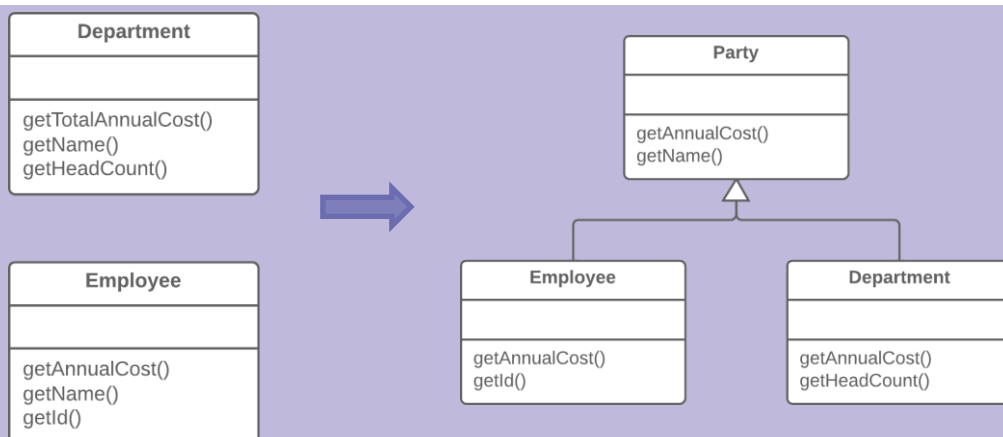 Department
getTotalAnnualCost()
getName()
getHeadCount()
Employee
getAnnualCost()
getName()
getId()
Party
getAnnualCost()
getName()
Employee
getAnnualCost()
getId()
Department
getAnnualCost()
getHeadCount()